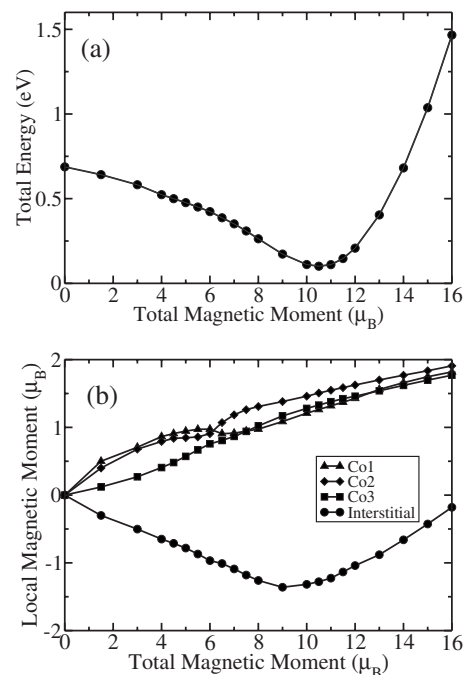 (a)
Total Energy (eV)
1.5
1
0.5
0
0 2 4 6 8 10 12 14 16
Total Magnetic Moment (μB)
(b)
Local Magnetic Moment (μB)
2
1
0
-1
-2
Co1
Co2
Co3
Interstitial
0 2 4 6 8 10 12 14 16
Total Magnetic Moment (μB)